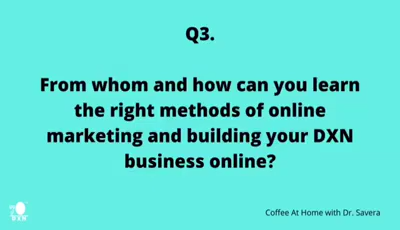 Q3.
From whom and how can you learn
the right methods of online
marketing and building your DXN
business online?
Coffee At Home with Dr. Savera